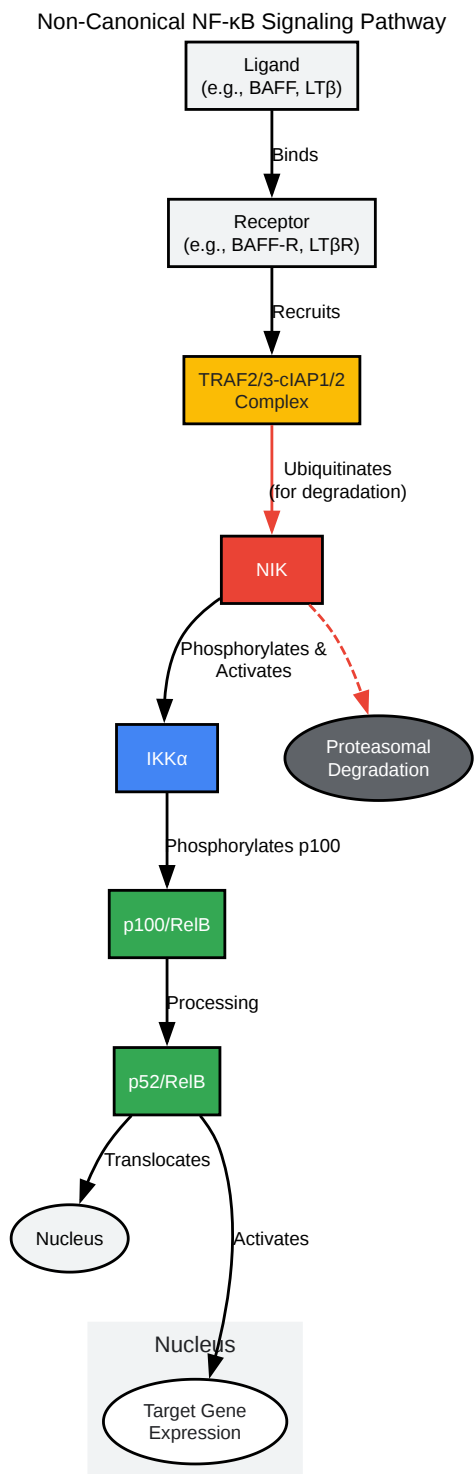 Non-Canonical NF-κB Signaling Pathway
Ligand
(e.g., BAFF, LTβ)
Binds
Receptor
(e.g., BAFF-R, LTβR)
Recruits
TRAF2/3-cIAP1/2
Complex
Ubiquitinates
(for degradation)
NIK
Phosphorylates &
Activates
IKKα
Proteasomal
Degradation
Phosphorylates p100
p100/RelB
Processing
p52/RelB
Translocates
Nucleus
Activates
Nucleus
Target Gene
Expression